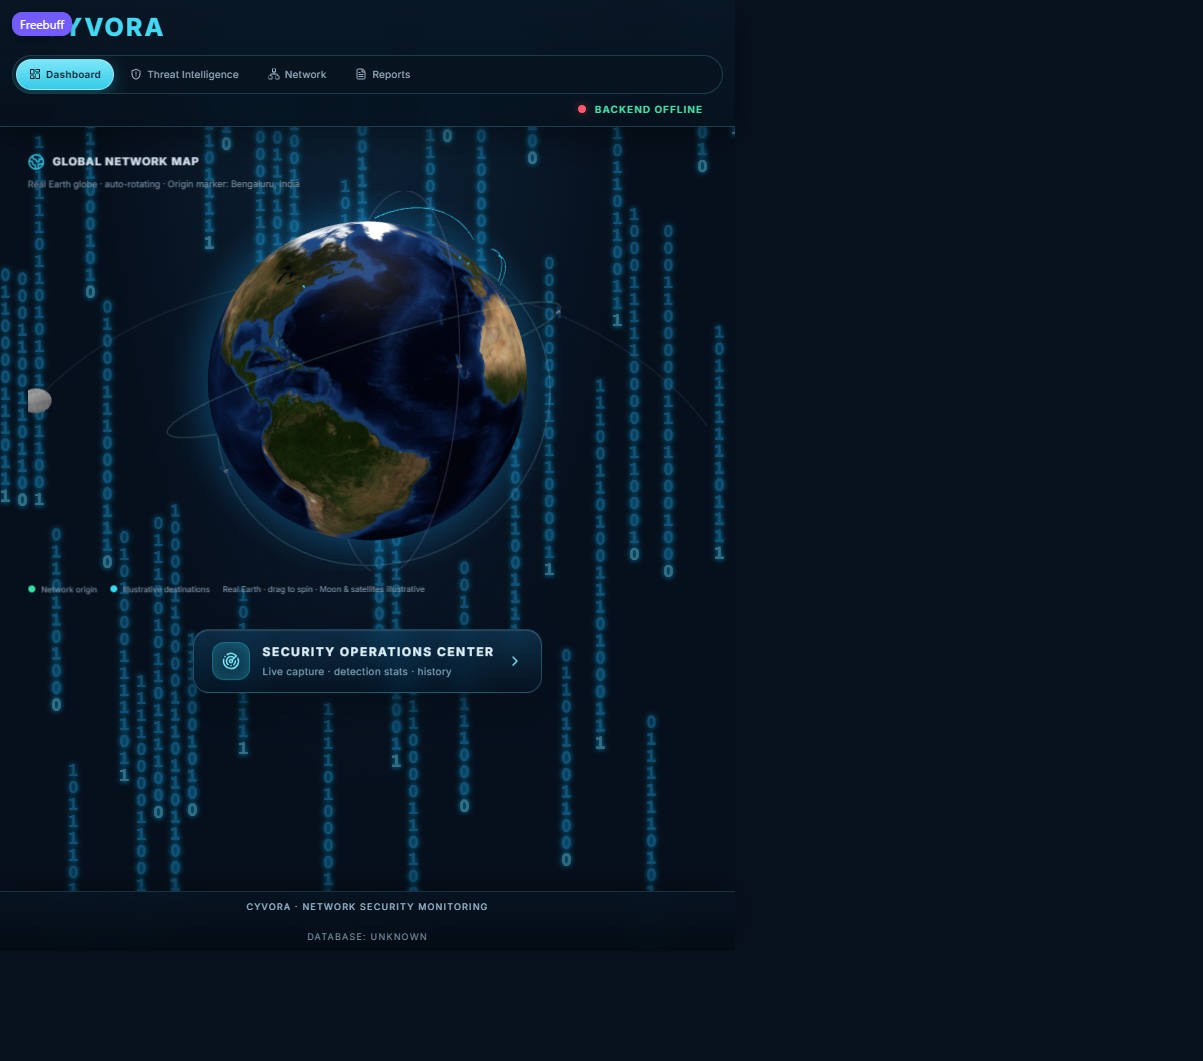 Freebuff
YVORA
Dashboard
Threat Intelligence
Network
Reports
BACKEND OFFLINE
GLOBAL NETWORK MAP
Real Earth globe · auto-rotating · Origin marker: Bengaluru, India
Network origin
Illustrative destinations
Real Earth · drag to spin · Moon & satellites illustrative
SECURITY OPERATIONS CENTER
Live capture · detection stats · history
CYVORA · NETWORK SECURITY MONITORING
DATABASE: UNKNOWN